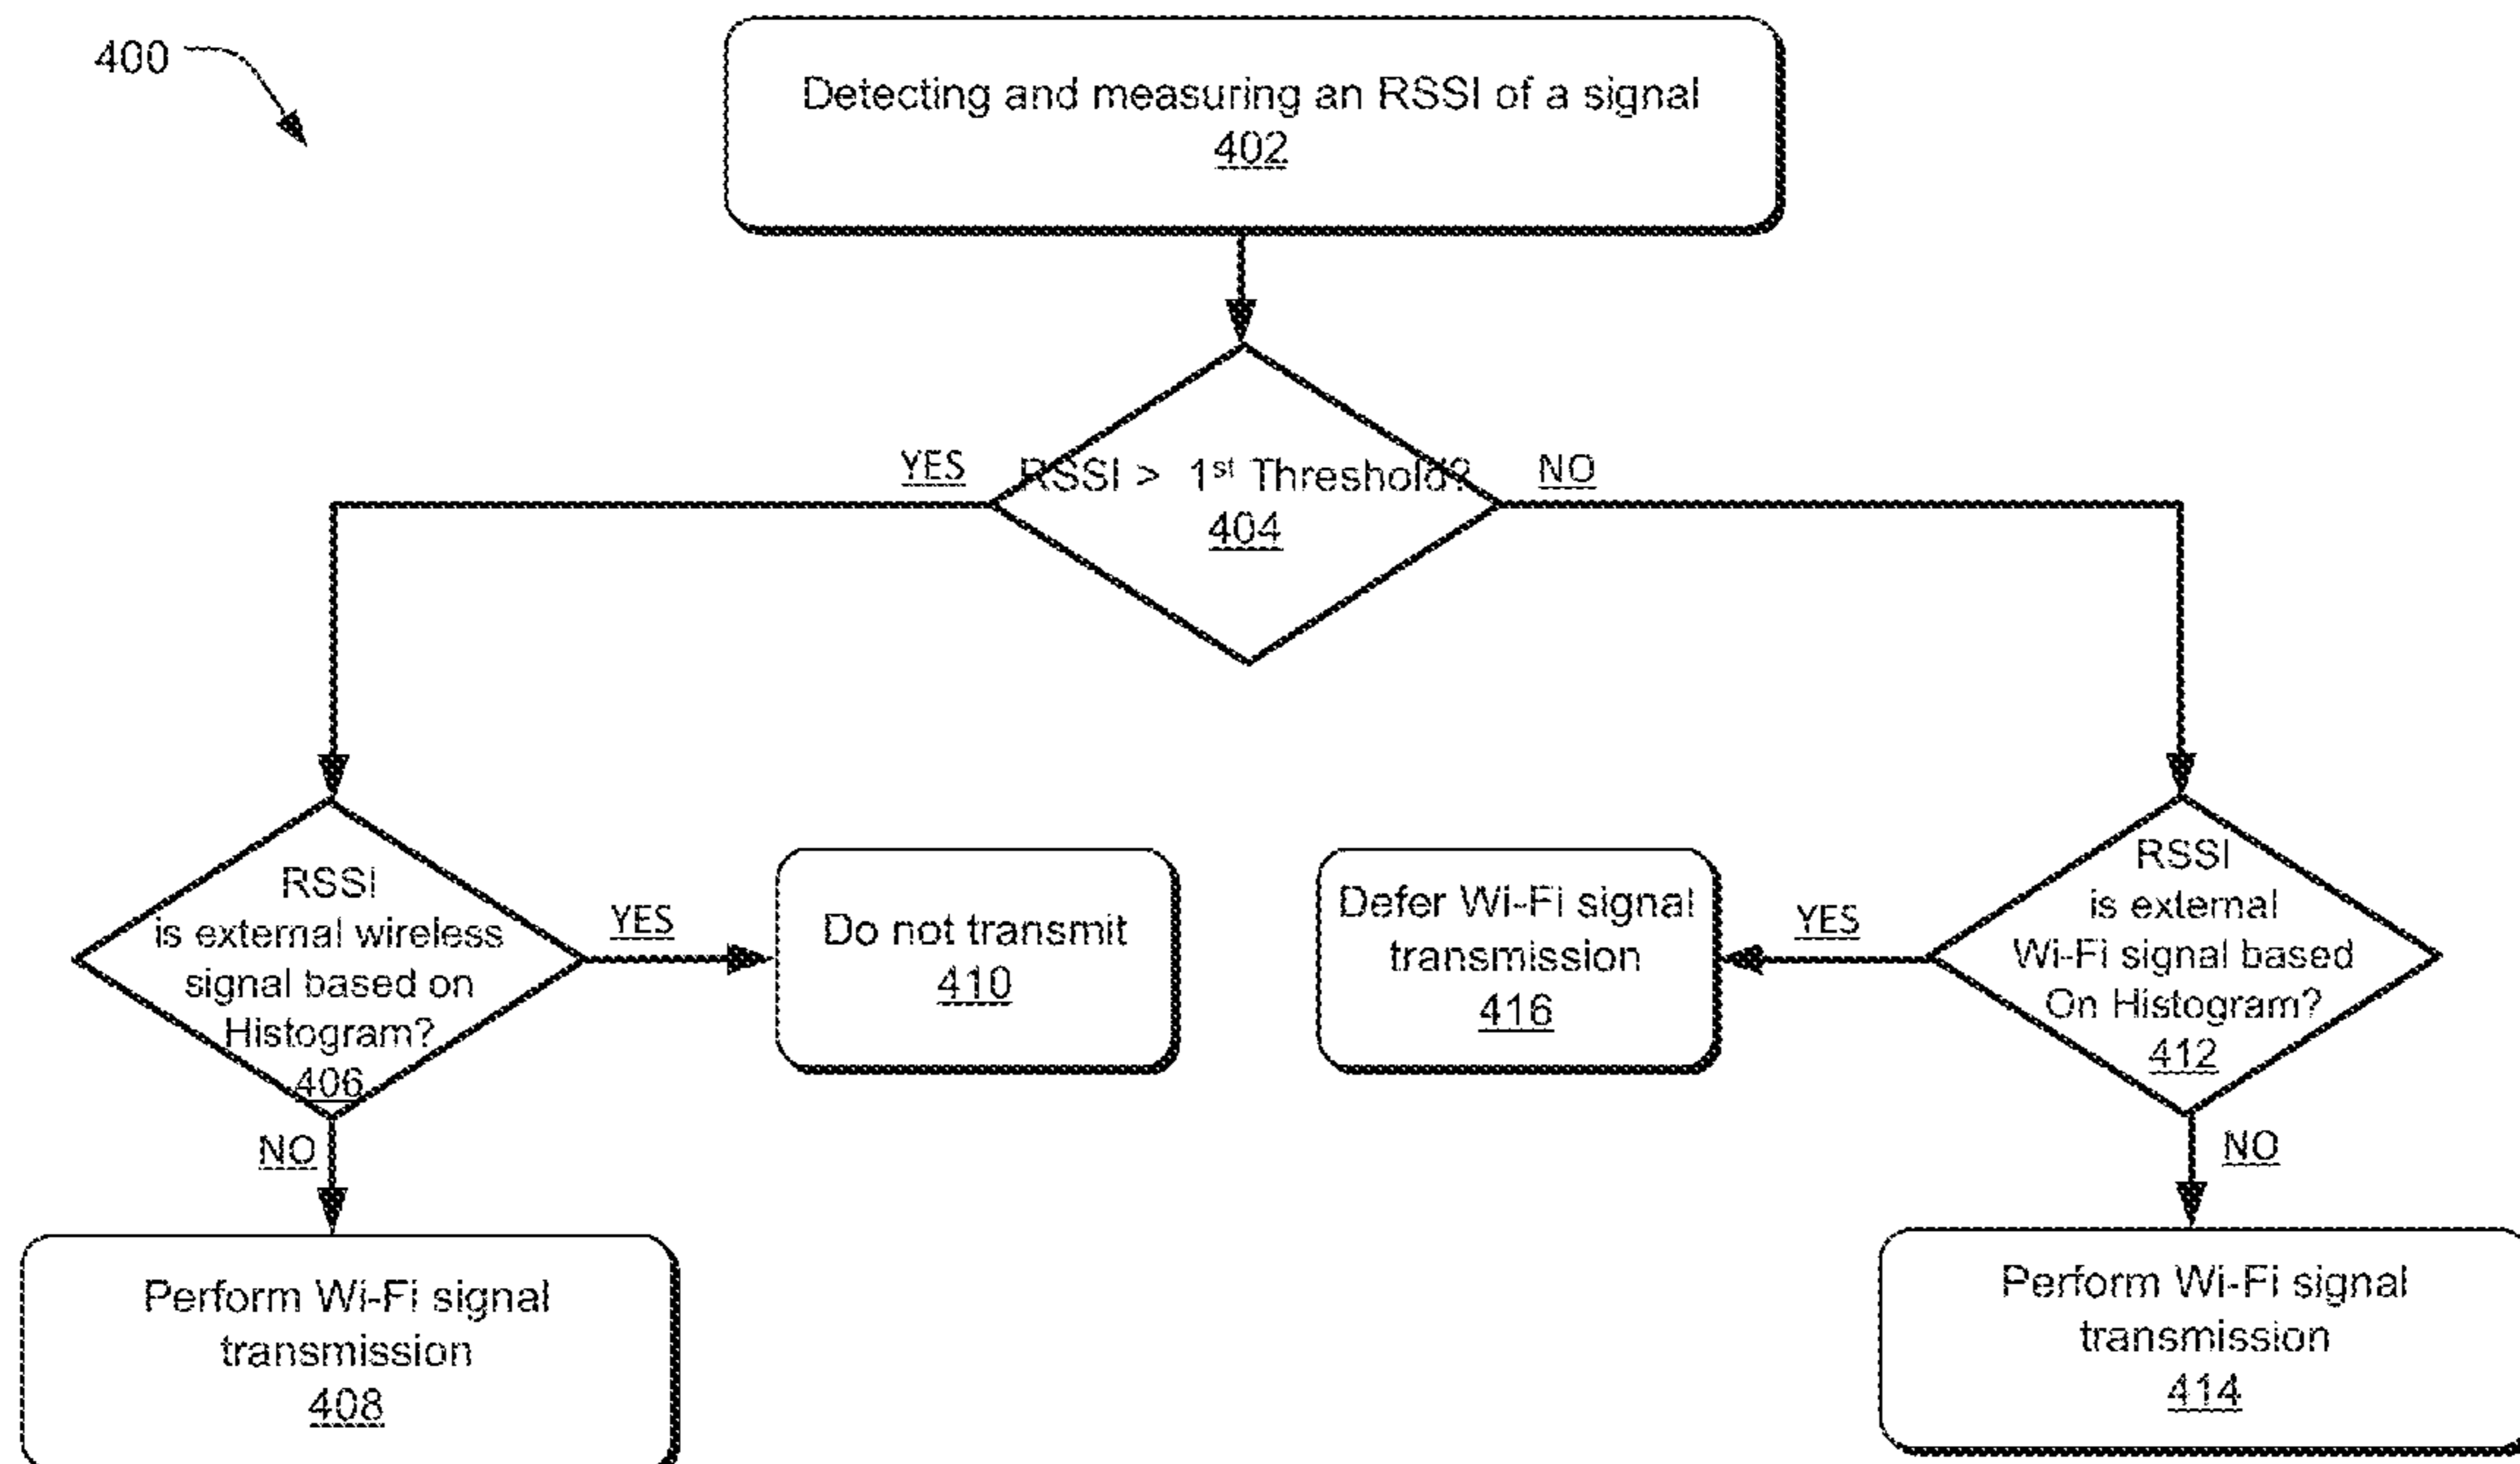 400
Detecting and measuring an RSSI of a signal
402
YES
RSSI > 1st Threshold?
NO
404
RSSI
is external wireless
signal based on
Histogram?
406
YES
Do not transmit
410
Defer Wi-Fi signal
transmission
416
YES
RSSI
is external
Wi-Fi signal based
On Histogram?
412
NO
NO
Perform Wi-Fi signal
transmission
408
Perform Wi-Fi signal
transmission
414